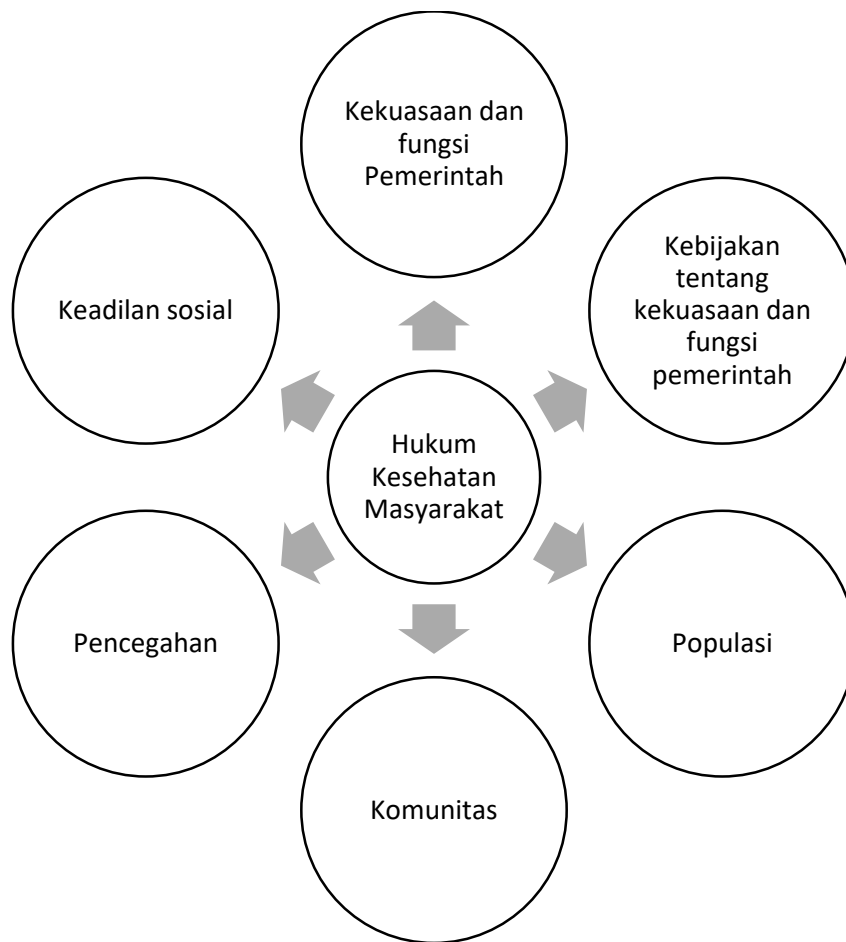 Kekuasaan dan
fungsi
Pemerintah
Kebijakan
tentang
kekuasaan dan
fungsi
pemerintah
Keadilan sosial
Hukum
Kesehatan
Masyarakat
Pencegahan
Populasi
Komunitas